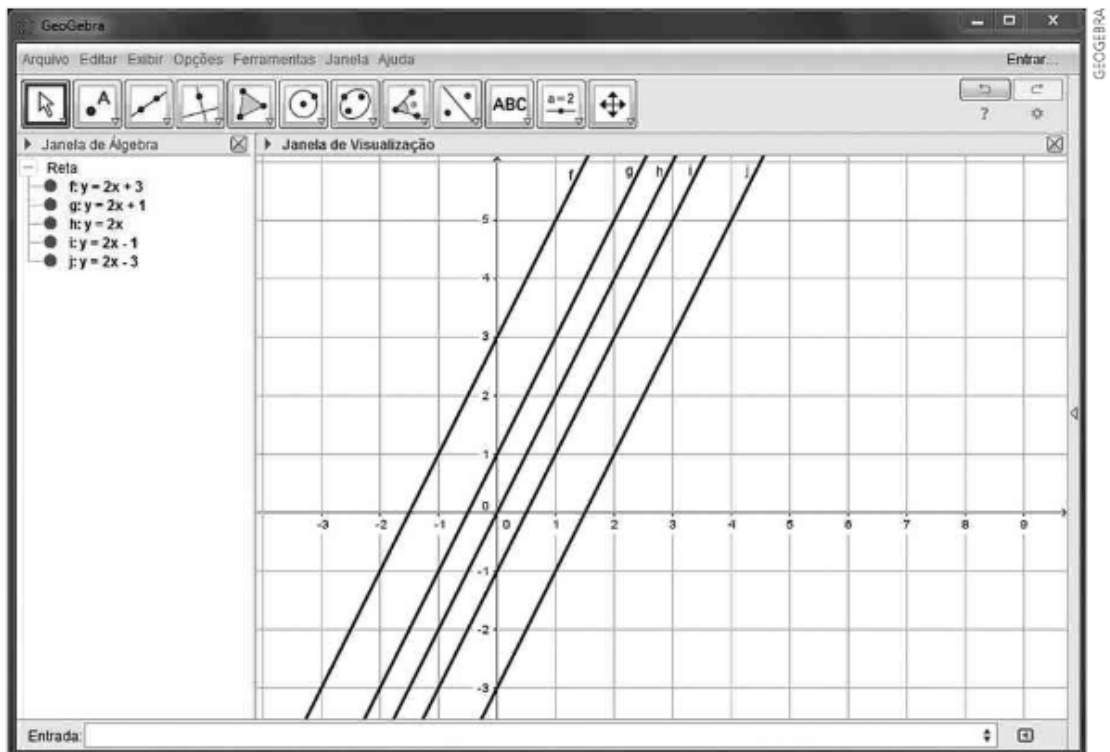 GeoGebra
GEOGEBRA
Arquivo Editar Exibir Opções Ferramentas Janela Ajuda
Entrar...
A
ABC
a=2
?
Janela de Álgebra
Janela de Visualização
Reta
f: y = 2x + 3
g: y = 2x + 1
h: y = 2x
i: y = 2x - 1
j: y = 2x - 3
f g h i j
5
4
3
2
1
0
-3 -2 -1 0 1 2 3 4 5 6 7 8 9
-1
-2
-3
Entrada: